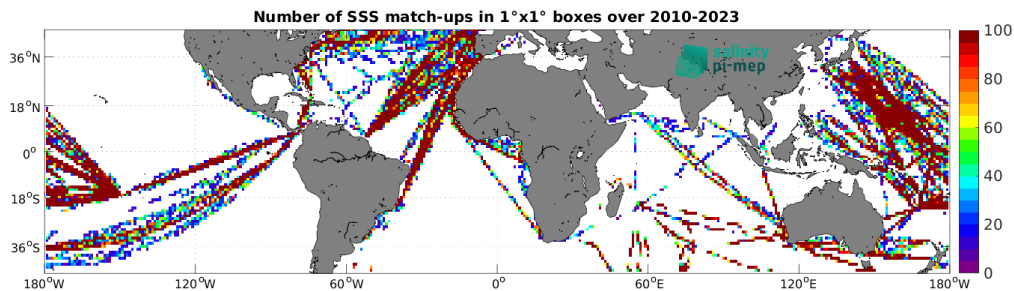 Number of SSS match-ups in 1°x1° boxes over 2010-2023
36°N
18°N
0°
18°S
36°S
180°W
120°W
60°W
0°
60°E
120°E
180°W
salinity
pi-mep
100
80
60
40
20
0